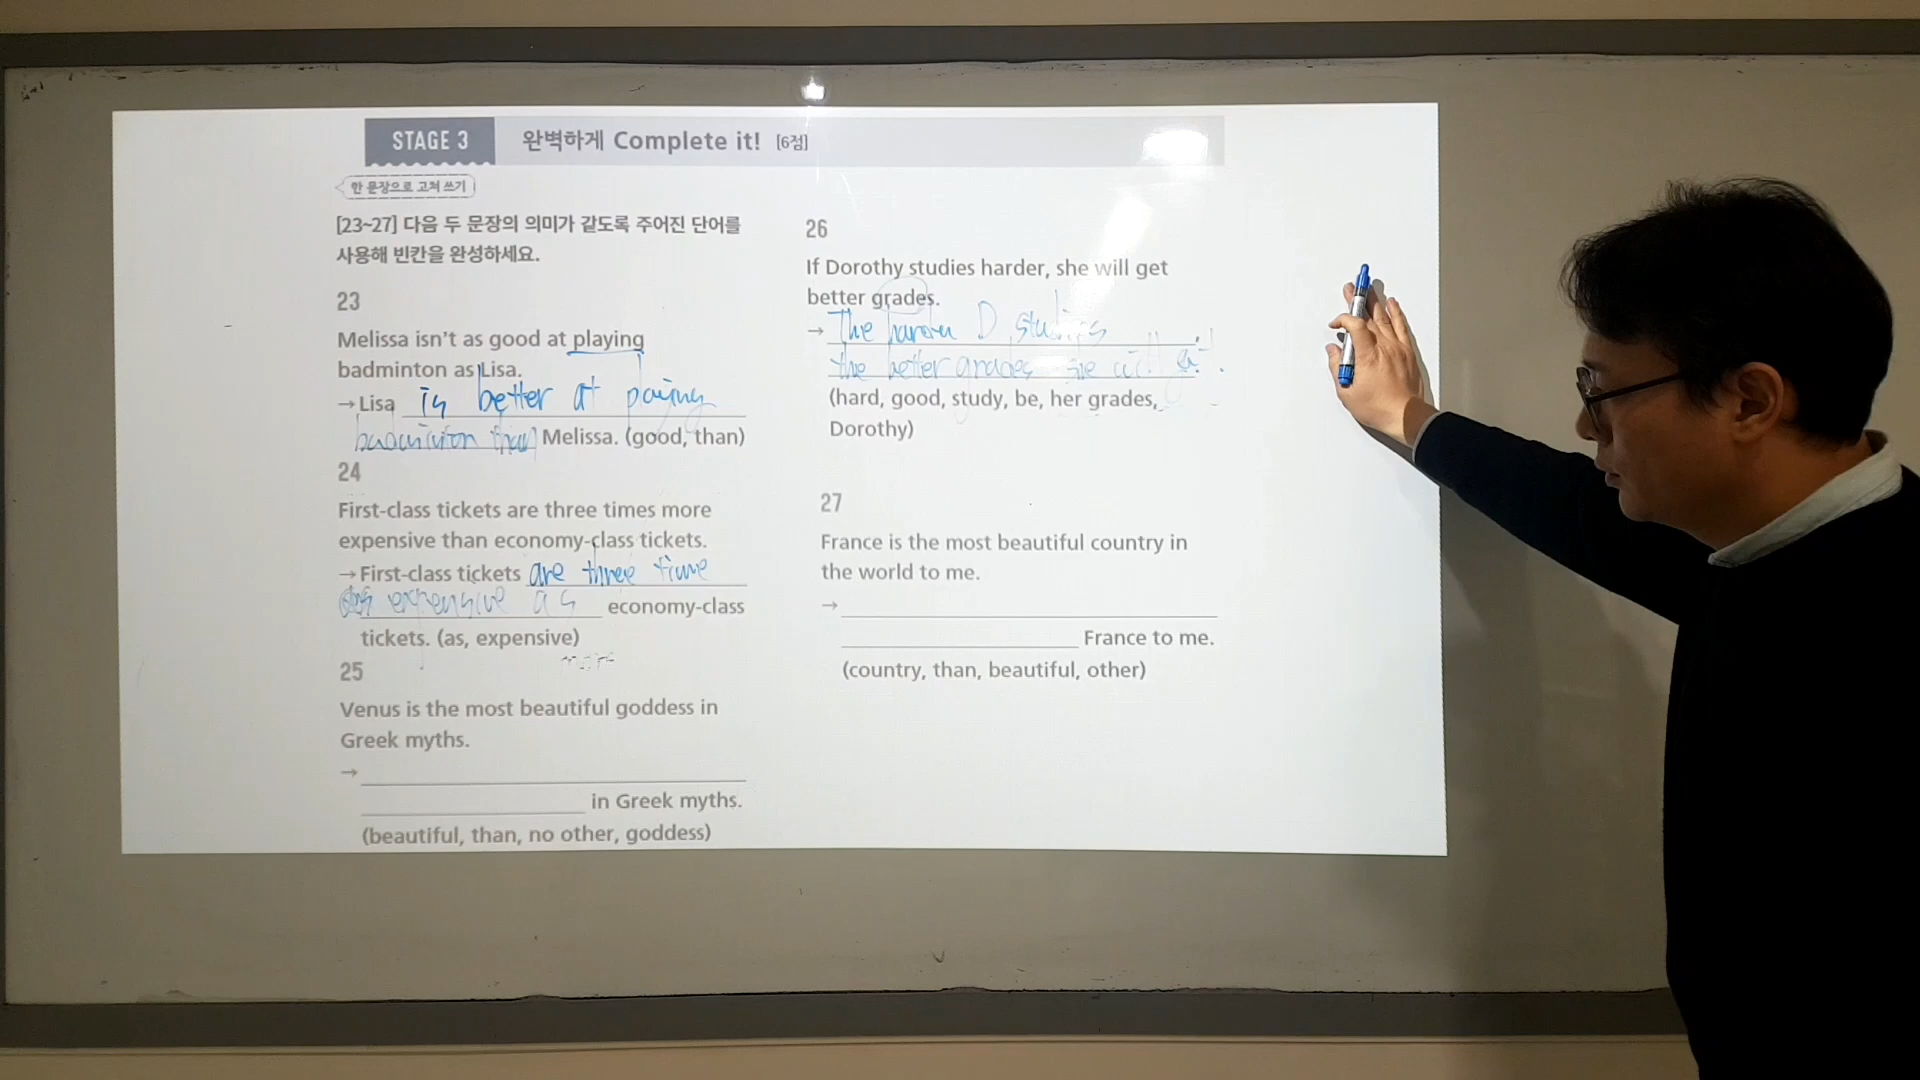 STAGE 3 완벽하게 Complete it! [6점]
한 문장으로 고쳐 쓰기
[23~27] 다음 두 문장의 의미가 같도록 주어진 단어를
사용해 빈칸을 완성하세요.
23
Melissa isn't as good at playing
badminton as Lisa.
→ Lisa is better at playing
badminton than Melissa. (good, than)
24
First-class tickets are three times more
expensive than economy-class tickets.
→ First-class tickets are three time
as expensive as economy-class
tickets. (as, expensive)
25
Venus is the most beautiful goddess in
Greek myths.
→
in Greek myths.
(beautiful, than, no other, goddess)
26
If Dorothy studies harder, she will get
better grades.
→ The harder D studies,
the better grades she will get.
(hard, good, study, be, her grades,
Dorothy)
27
France is the most beautiful country in
the world to me.
→
France to me.
(country, than, beautiful, other)